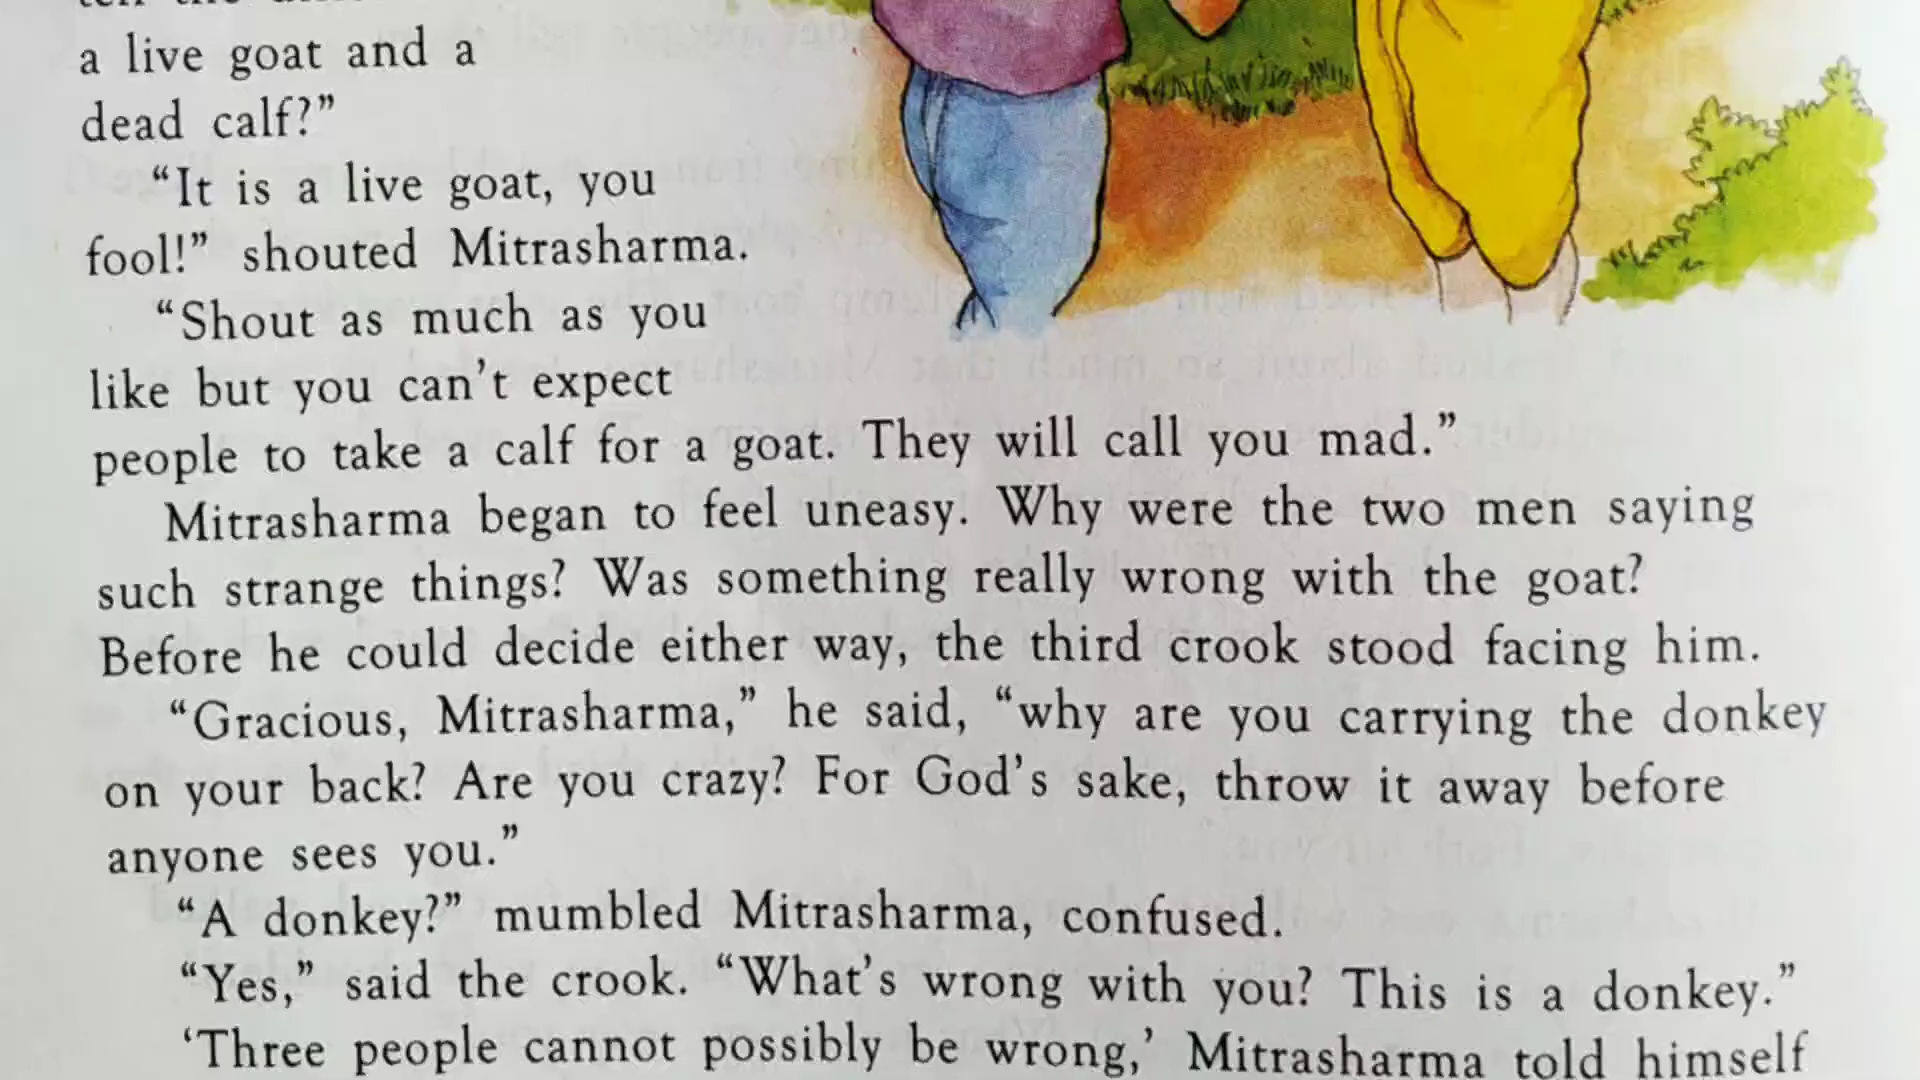 a live goat and a
dead calf?”
“It is a live goat, you
fool!” shouted Mitrasharma.
“Shout as much as you
like but you can’t expect
people to take a calf for a goat. They will call you mad.”
Mitrasharma began to feel uneasy. Why were the two men saying
such strange things? Was something really wrong with the goat?
Before he could decide either way, the third crook stood facing him.
“Gracious, Mitrasharma,” he said, “why are you carrying the donkey
on your back? Are you crazy? For God’s sake, throw it away before
anyone sees you.”
“A donkey?” mumbled Mitrasharma, confused.
“Yes,” said the crook. “What’s wrong with you? This is a donkey.”
‘Three people cannot possibly be wrong,’ Mitrasharma told himself